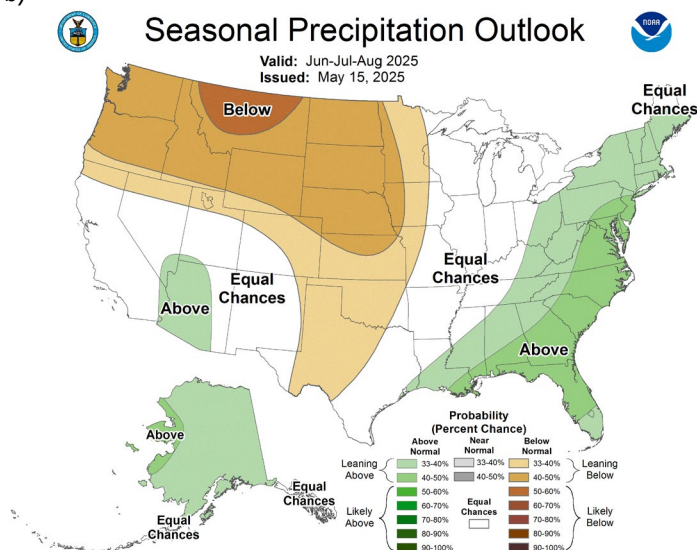 b)
Seasonal Precipitation Outlook
NOAA
Valid: Jun-Jul-Aug 2025
Issued: May 15, 2025
Below
Equal
Chances
Equal
Chances
Equal
Chances
Above
Above
Above
Equal
Chances
Equal
Chances
Probability
(Percent Chance)
Above
Normal
Near
Normal
Below
Normal
Leaning
Above
33-40%
40-50%
33-40%
40-50%
33-40%
40-50%
Leaning
Below
Likely
Above
50-60%
60-70%
70-80%
80-90%
90-100%
Equal
Chances
50-60%
60-70%
70-80%
80-90%
90-100%
Likely
Below